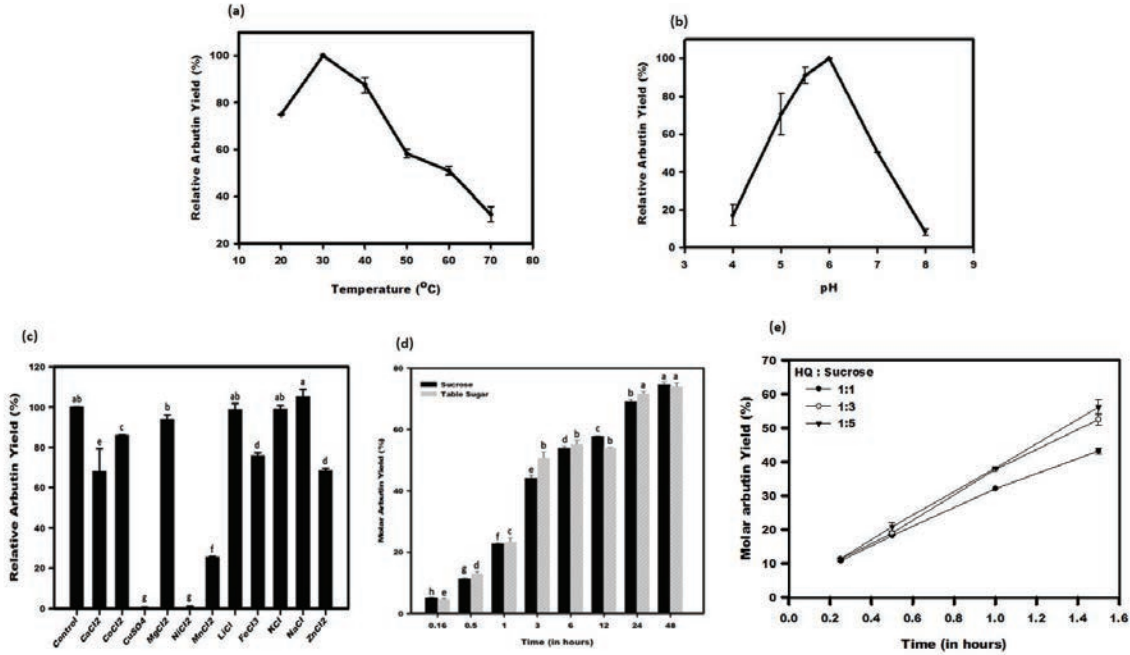 (a)
Relative Arbutin Yield (%)
100
80
60
40
20
10 20 30 40 50 60 70 80
Temperature (⁰C)
(b)
Relative Arbutin Yield (%)
100
80
60
40
20
0
3 4 5 6 7 8 9
pH
(c)
Relative Arbutin Yield (%)
120
100
80
60
40
20
0
ab e c g b g f ab d ab a d
Control CaCl2 CoCl2 CuSO4 MgCl2 NiCl2 MnCl2 LiCl FeCl3 KCl NaCl ZnCl2
(d)
Molar Arbutin Yield (%)
80
60
40
20
0
Sucrose
Table Sugar
h e g d f c e b d b c d b a a a
0.16 0.5 1 3 6 12 24 48
Time (in hours)
(e)
Molar arbutin Yield (%)
70
60
50
40
30
20
10
0
HQ : Sucrose
1:1
1:3
1:5
0.0 0.2 0.4 0.6 0.8 1.0 1.2 1.4 1.6
Time (in hours)